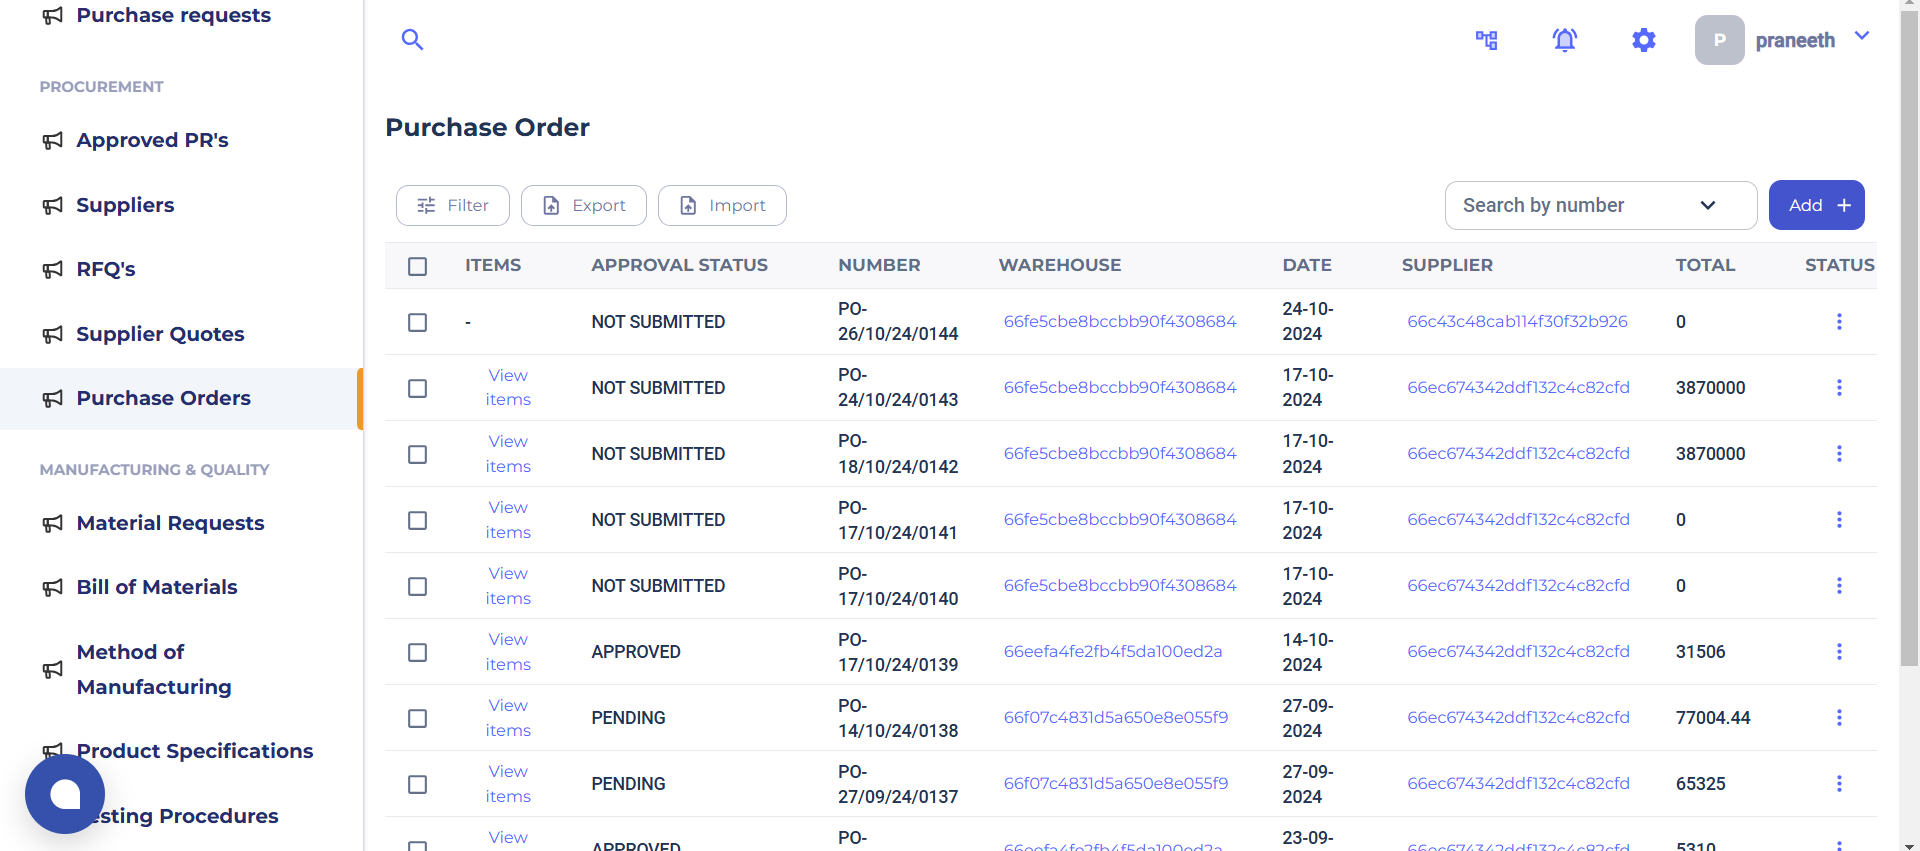 Purchase requests
PROCUREMENT
Approved PR's
Suppliers
RFQ's
Supplier Quotes
Purchase Orders
MANUFACTURING & QUALITY
Material Requests
Bill of Materials
Method of
Manufacturing
Product Specifications
esting Procedures
P praneeth
Purchase Order
Filter Export Import Search by number Add +
ITEMS APPROVAL STATUS NUMBER WAREHOUSE DATE SUPPLIER TOTAL STATUS
- NOT SUBMITTED PO-26/10/24/0144 66fe5cbe8bccbb90f4308684 24-10-2024 66c43c48cab114f30f32b926 0
View items NOT SUBMITTED PO-24/10/24/0143 66fe5cbe8bccbb90f4308684 17-10-2024 66ec674342ddf132c4c82cfd 3870000
View items NOT SUBMITTED PO-18/10/24/0142 66fe5cbe8bccbb90f4308684 17-10-2024 66ec674342ddf132c4c82cfd 3870000
View items NOT SUBMITTED PO-17/10/24/0141 66fe5cbe8bccbb90f4308684 17-10-2024 66ec674342ddf132c4c82cfd 0
View items NOT SUBMITTED PO-17/10/24/0140 66fe5cbe8bccbb90f4308684 17-10-2024 66ec674342ddf132c4c82cfd 0
View items APPROVED PO-17/10/24/0139 66eefa4fe2fb4f5da100ed2a 14-10-2024 66ec674342ddf132c4c82cfd 31506
View items PENDING PO-14/10/24/0138 66f07c4831d5a650e8e055f9 27-09-2024 66ec674342ddf132c4c82cfd 77004.44
View items PENDING PO-27/09/24/0137 66f07c4831d5a650e8e055f9 27-09-2024 66ec674342ddf132c4c82cfd 65325
View APPROVED PO- 66eefa4fe2fb4f5da100ed2a 23-09- 66ec674342ddf132c4c82cfd 5310